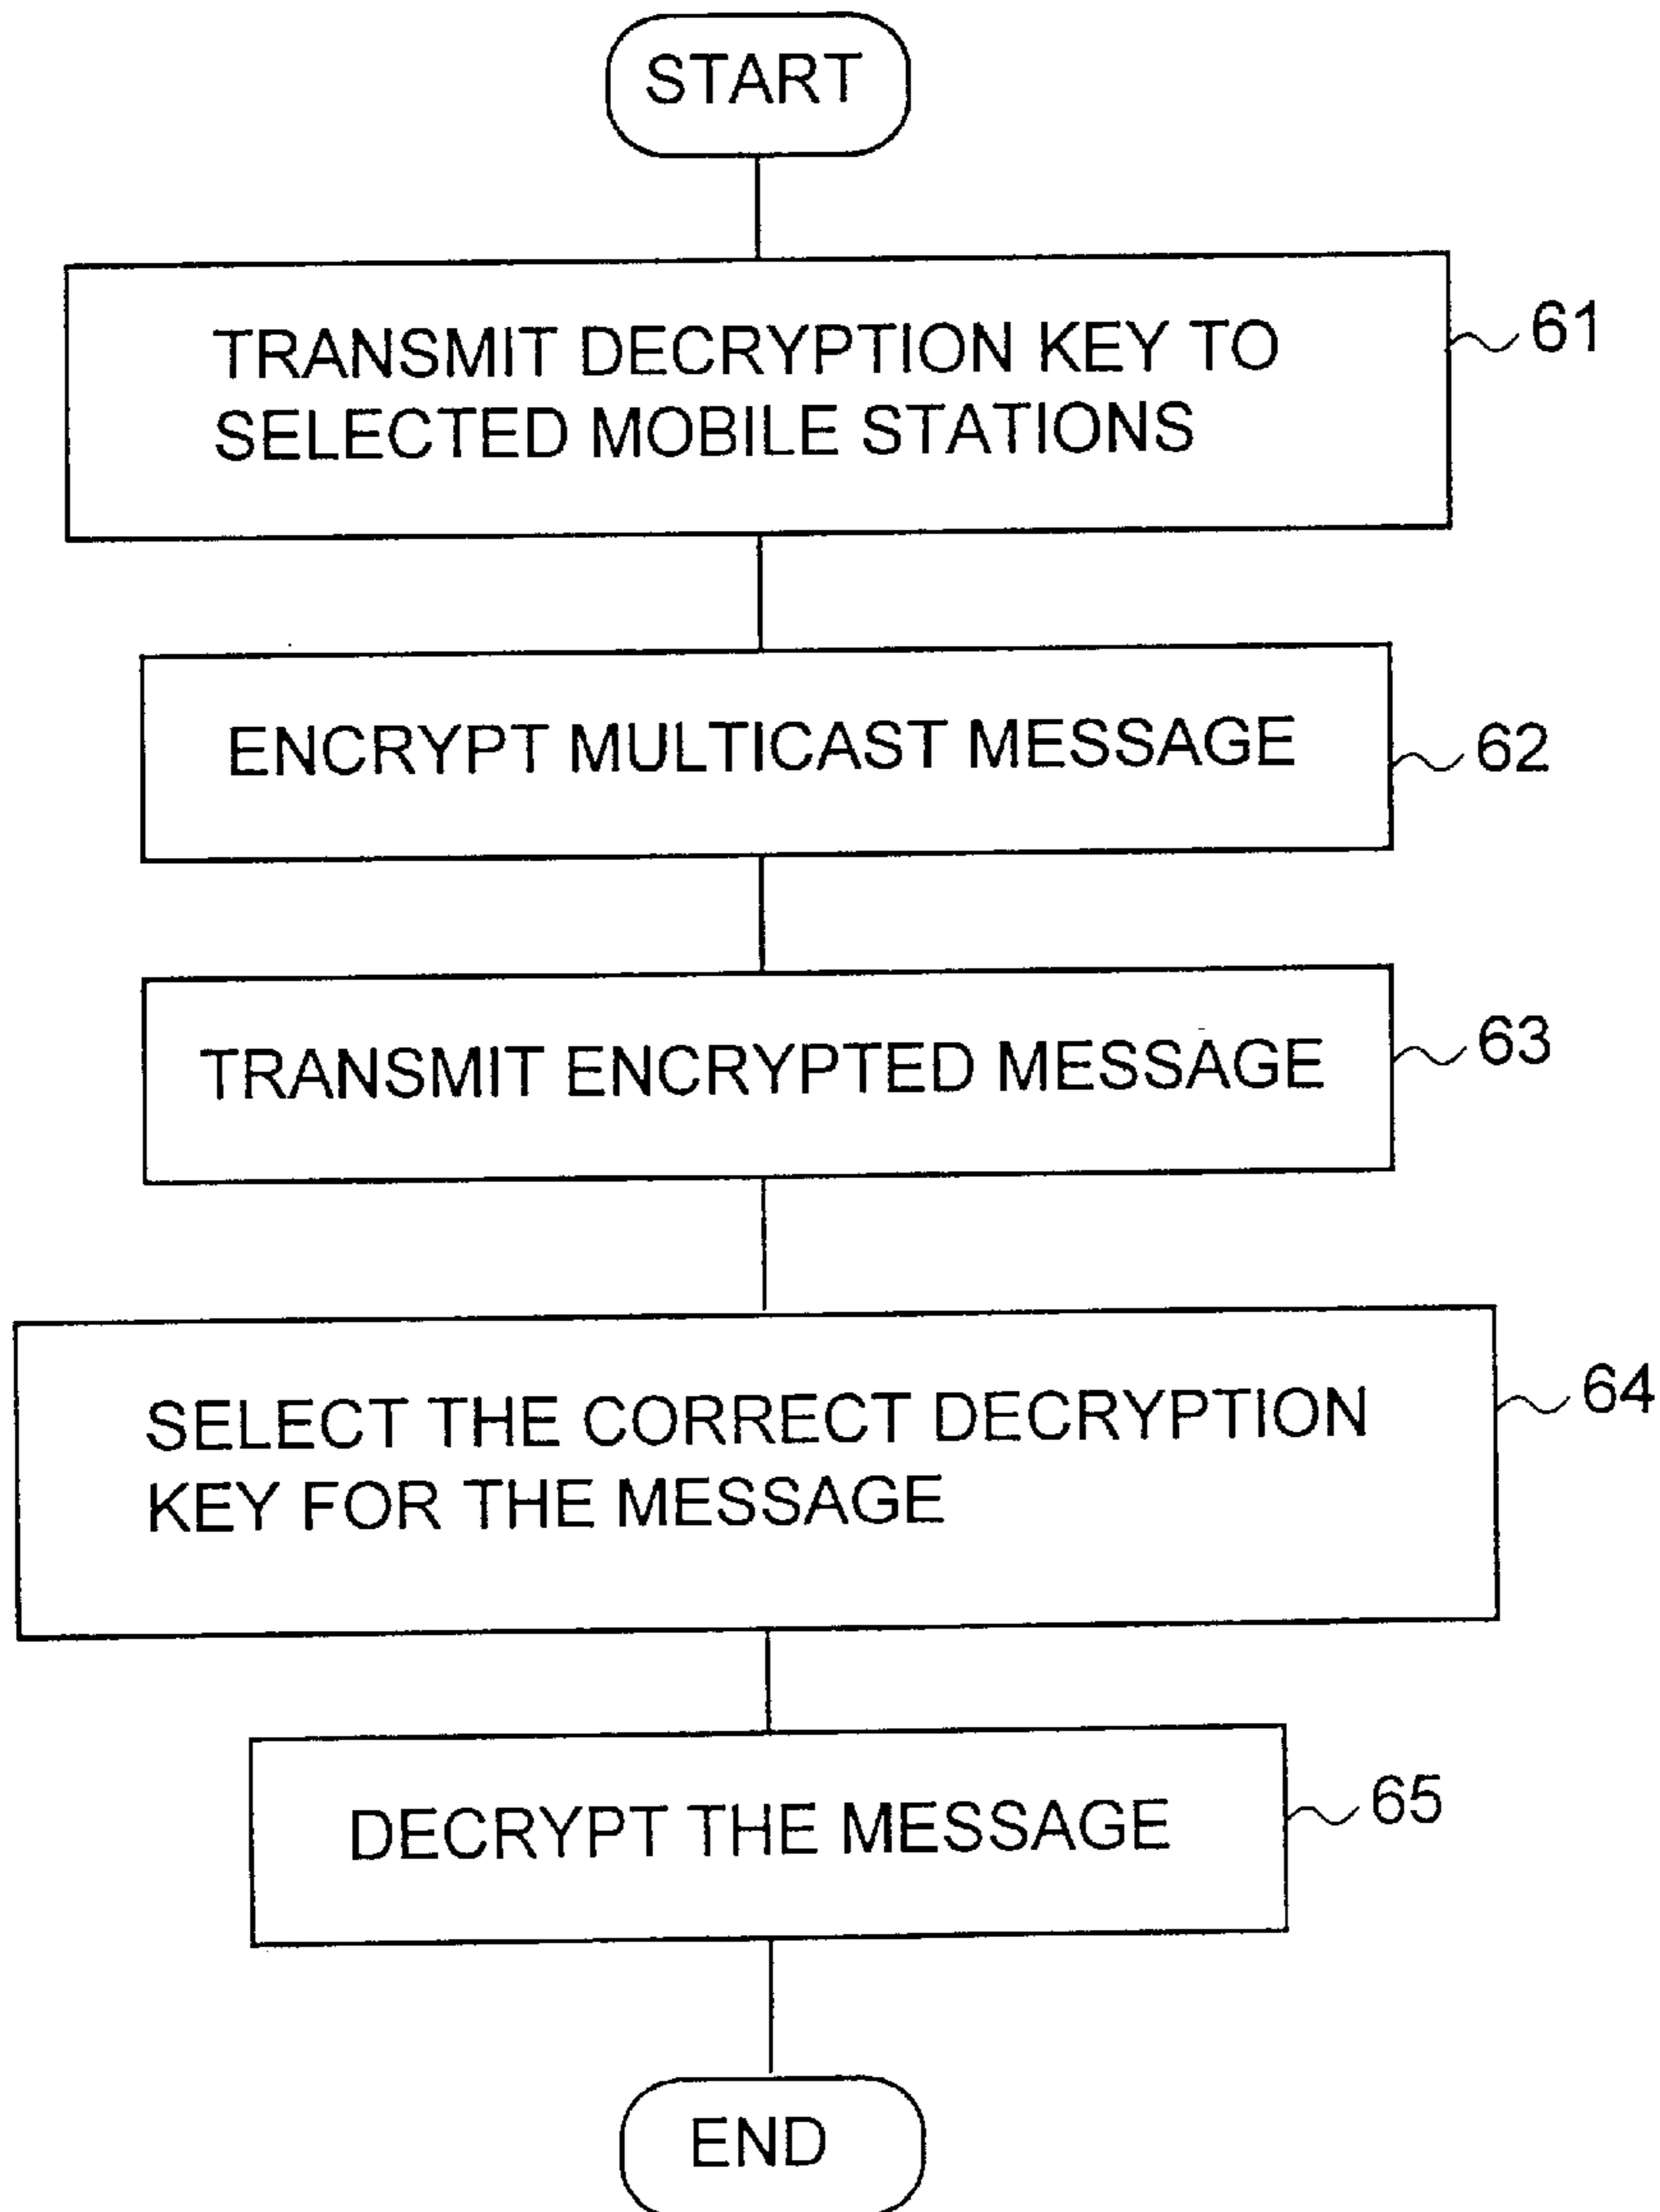 START
TRANSMIT DECRYPTION KEY TO
SELECTED MOBILE STATIONS
61
ENCRYPT MULTICAST MESSAGE
62
TRANSMIT ENCRYPTED MESSAGE
63
SELECT THE CORRECT DECRYPTION
KEY FOR THE MESSAGE
64
DECRYPT THE MESSAGE
65
END